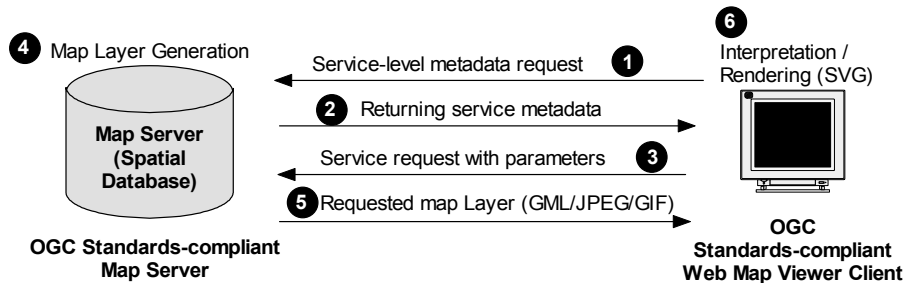 6
4 Map Layer Generation
Interpretation /
Rendering (SVG)
Service-level metadata request 1
2 Returning service metadata
Map Server
(Spatial
Database)
Service request with parameters 3
5 Requested map Layer (GML/JPEG/GIF)
OGC Standards-compliant
Map Server
OGC
Standards-compliant
Web Map Viewer Client